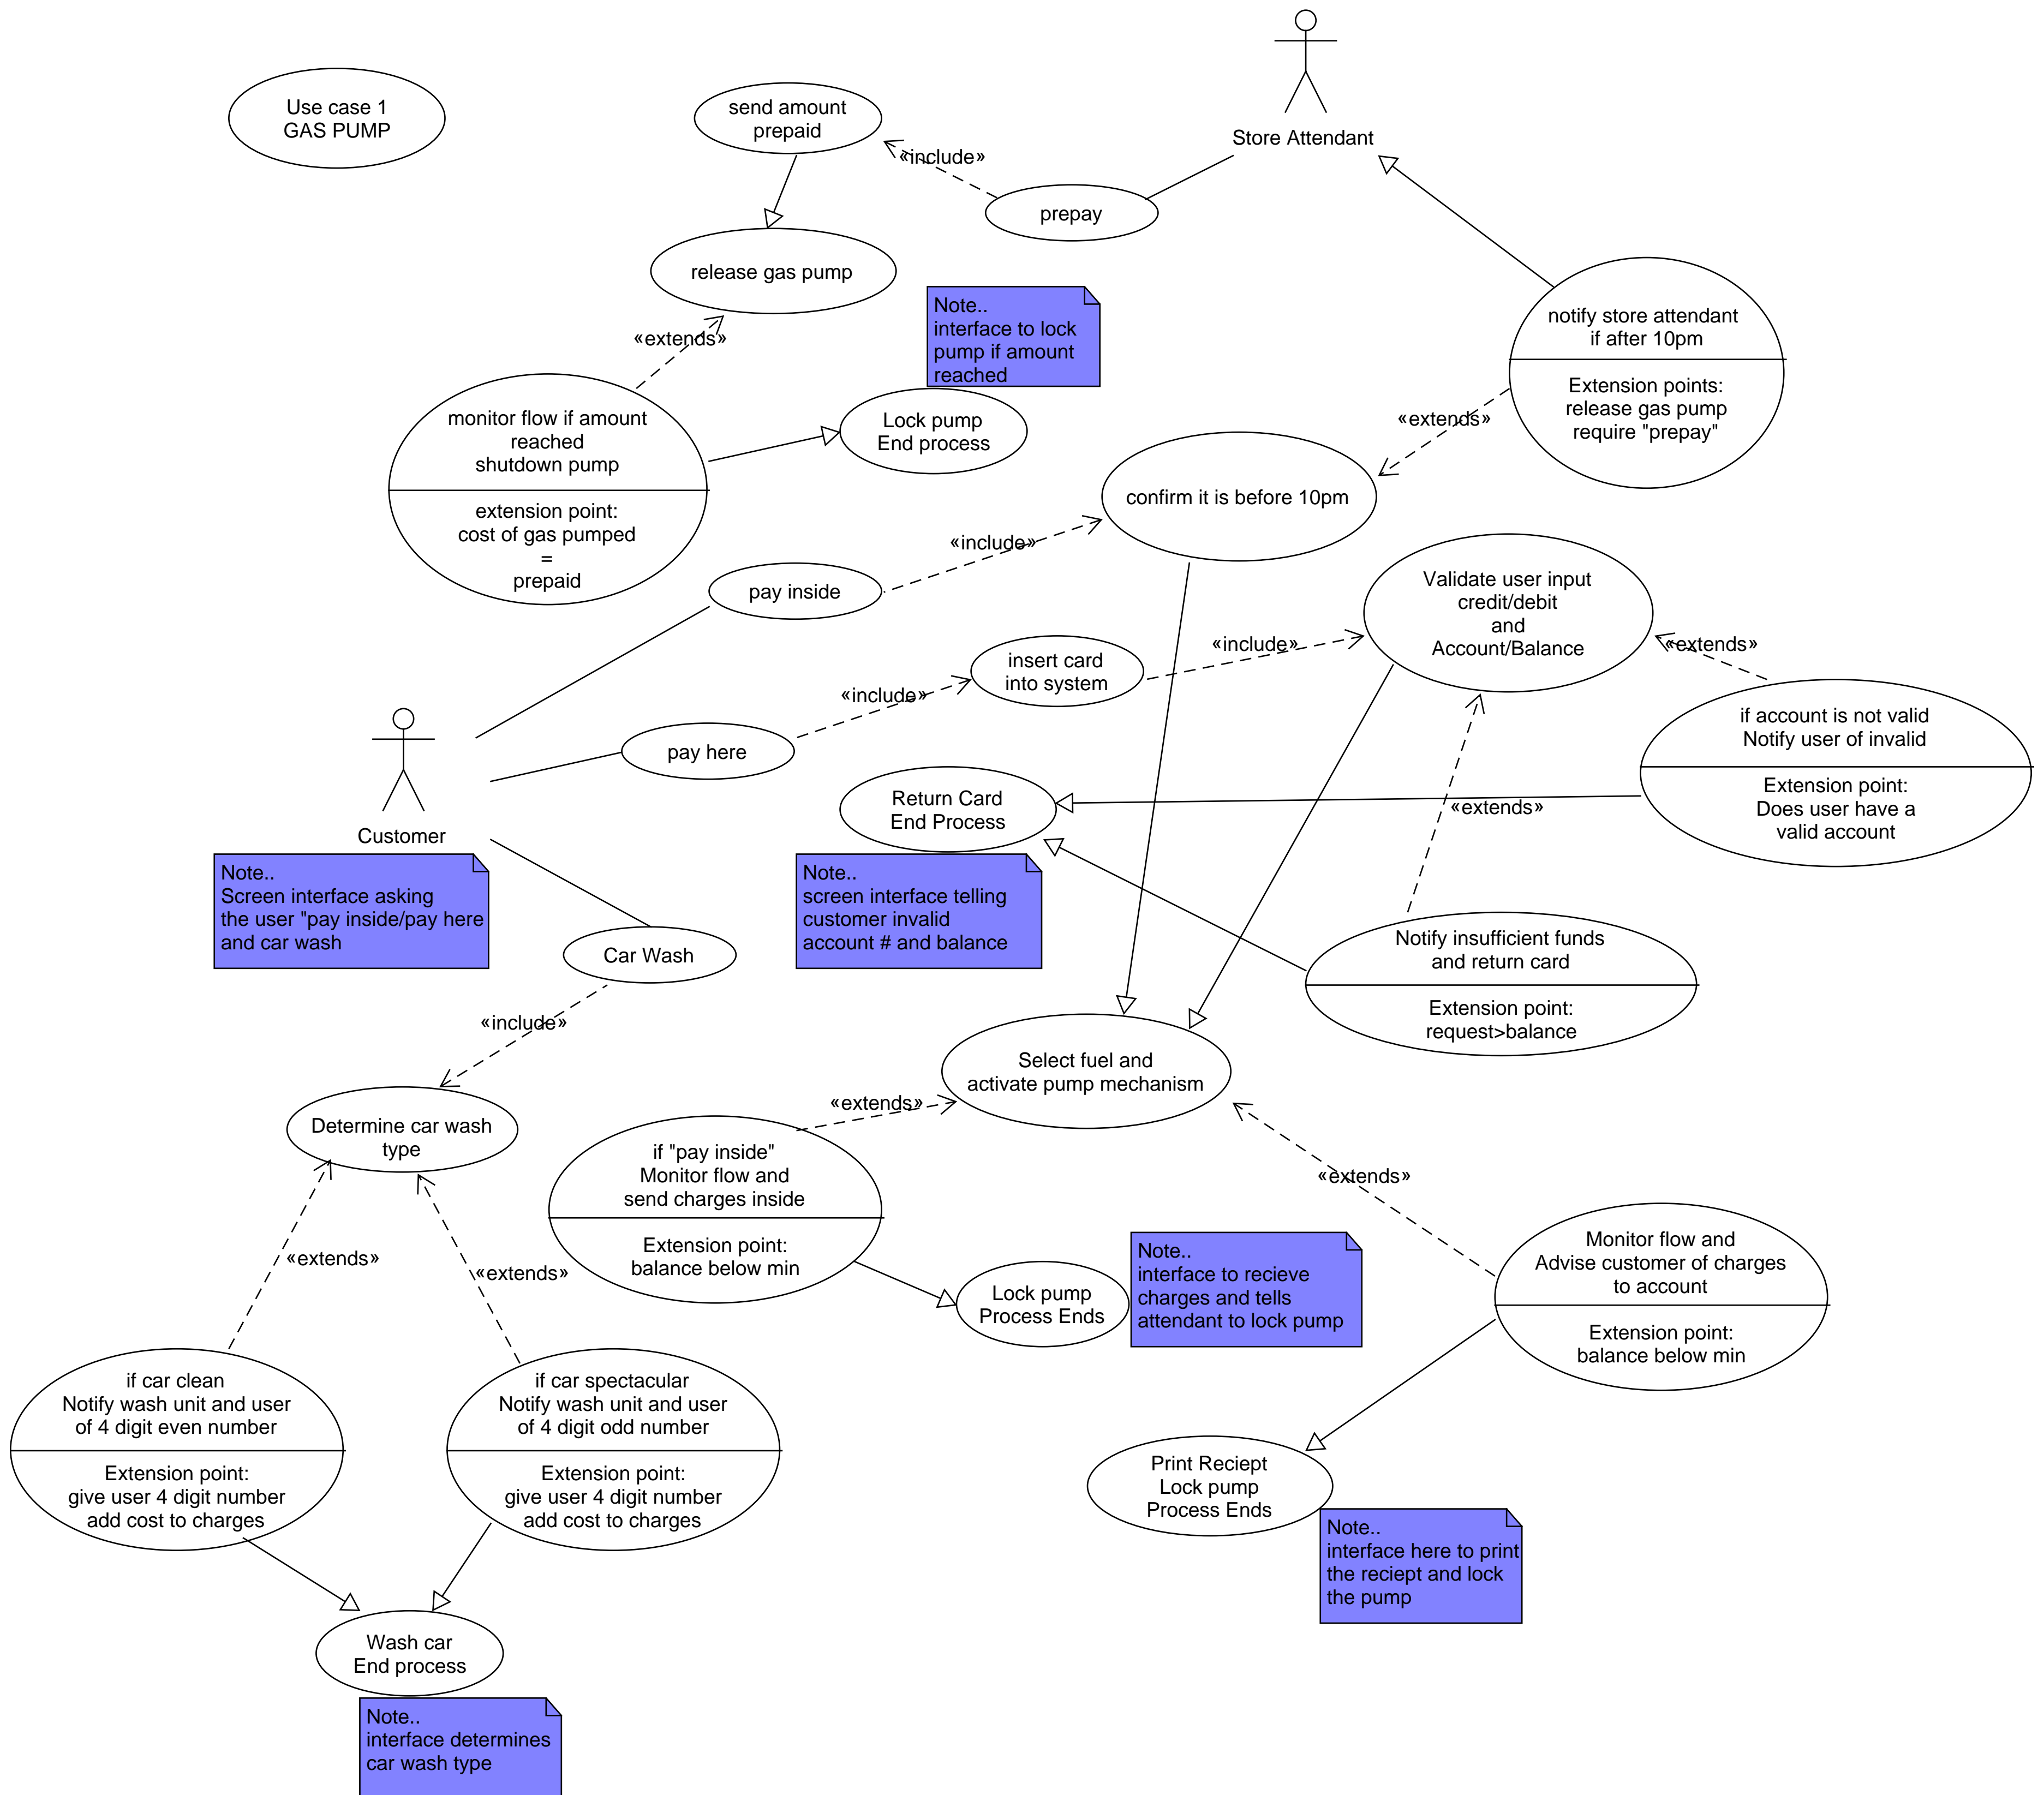 Use case 1
GAS PUMP
send amount
prepaid
«include»
Store Attendant
prepay
release gas pump
«extends»
Note..
interface to lock
pump if amount
reached
notify store attendant
if after 10pm
Extension points:
release gas pump
require "prepay"
monitor flow if amount
reached
shutdown pump
extension point:
cost of gas pumped
=
prepaid
Lock pump
End process
«extends»
confirm it is before 10pm
«include»
pay inside
Validate user input
credit/debit
and
Account/Balance
insert card
into system
«include»
«extends»
«include»
pay here
if account is not valid
Notify user of invalid
Extension point:
Does user have a
valid account
Return Card
End Process
«extends»
Customer
Note..
Screen interface asking
the user "pay inside/pay here
and car wash
Note..
screen interface telling
customer invalid
account # and balance
Car Wash
Notify insufficient funds
and return card
Extension point:
request>balance
«include»
Select fuel and
activate pump mechanism
«extends»
Determine car wash
type
if "pay inside"
Monitor flow and
send charges inside
Extension point:
balance below min
«extends»
Monitor flow and
Advise customer of charges
to account
Extension point:
balance below min
«extends»
«extends»
Lock pump
Process Ends
Note..
interface to recieve
charges and tells
attendant to lock pump
if car clean
Notify wash unit and user
of 4 digit even number
Extension point:
give user 4 digit number
add cost to charges
if car spectacular
Notify wash unit and user
of 4 digit odd number
Extension point:
give user 4 digit number
add cost to charges
Print Reciept
Lock pump
Process Ends
Note..
interface here to print
the reciept and lock
the pump
Wash car
End process
Note..
interface determines
car wash type